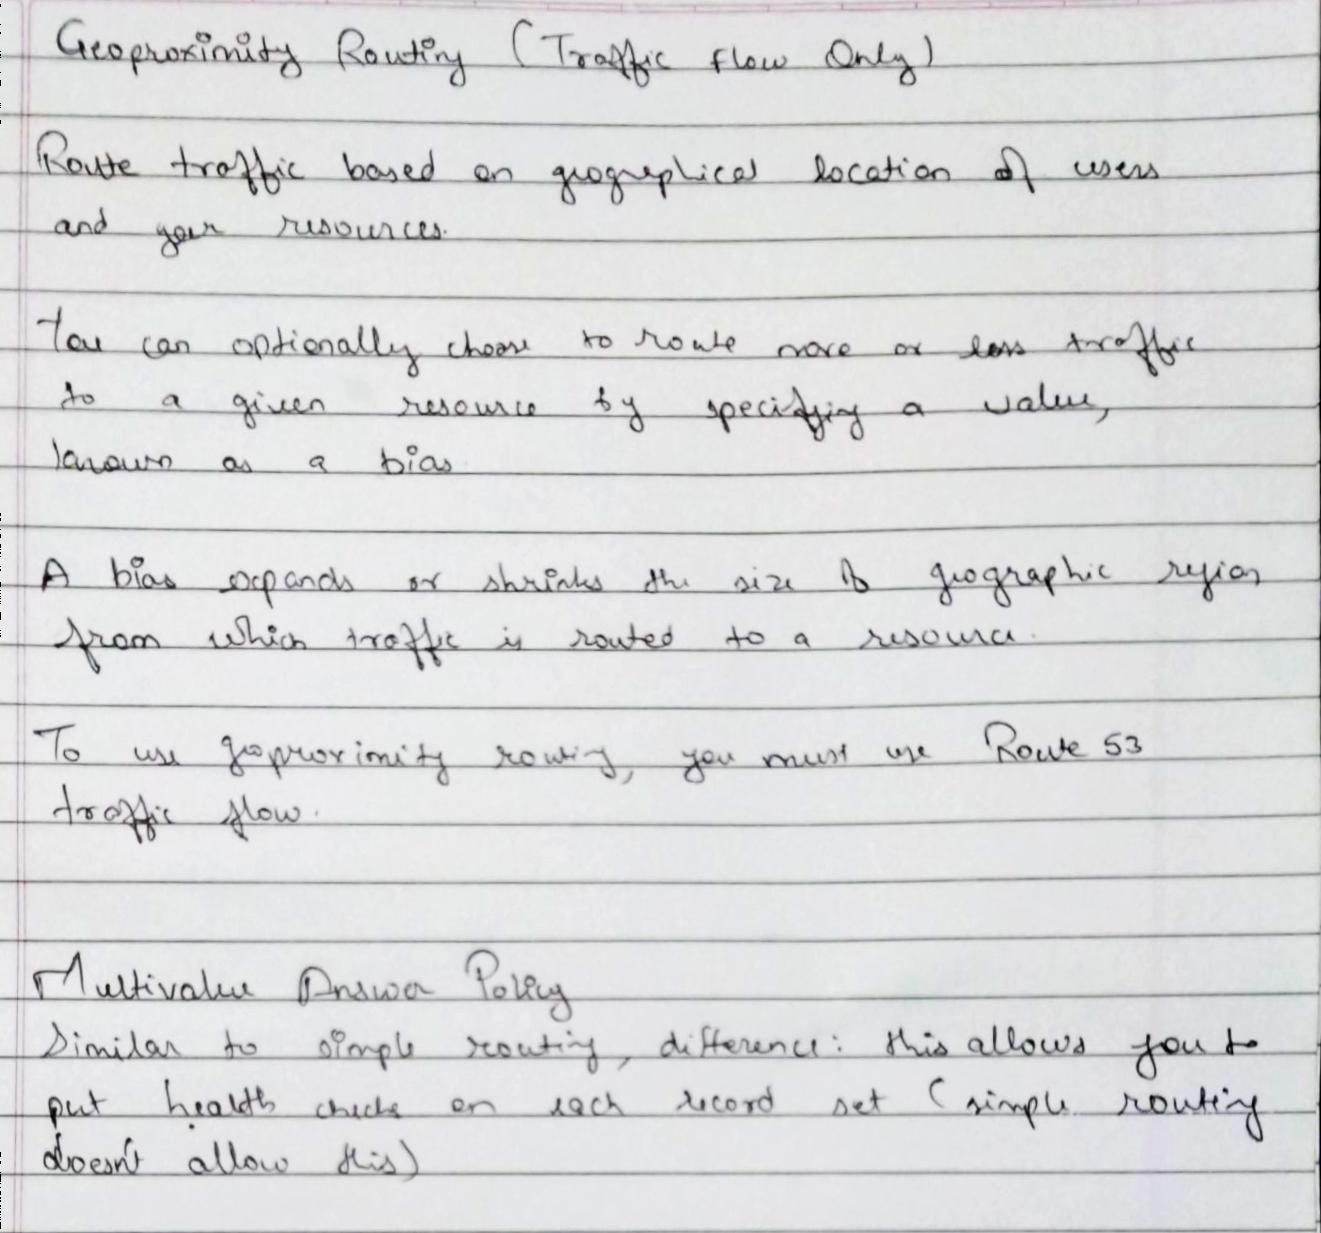 Geoproximity Routing (Traffic Flow Only)
Route traffic based on geographical location of users
and your resources.
You can optionally choose to route more or less traffic
to a given resource by specifying a value,
known as a bias
A bias expands or shrinks the size of geographic region
from which traffic is routed to a resource.
To use geoproximity routing, you must use Route 53
traffic flow.
Multivalue Answer Policy
Similar to simple routing, difference: this allows you to
put health checks on each record set (simple routing
doesn't allow this)